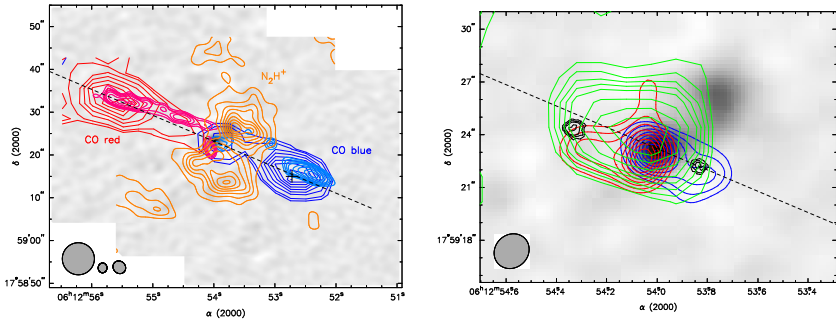 50"
40"
30"
20"
10"
59'00"
17°58'50"
1
N₂H⁺
CO red
CO blue
06ʰ12ᵐ56ˢ
55ˢ
54ˢ
53ˢ
52ˢ
51ˢ
α (2000)
δ (2000)
30"
27"
24"
21"
17°59'18"
06ʰ12ᵐ54ˢ.6
54ˢ.4
54ˢ.2
54ˢ.0
53ˢ.8
53ˢ.6
53ˢ.4
α (2000)
δ (2000)